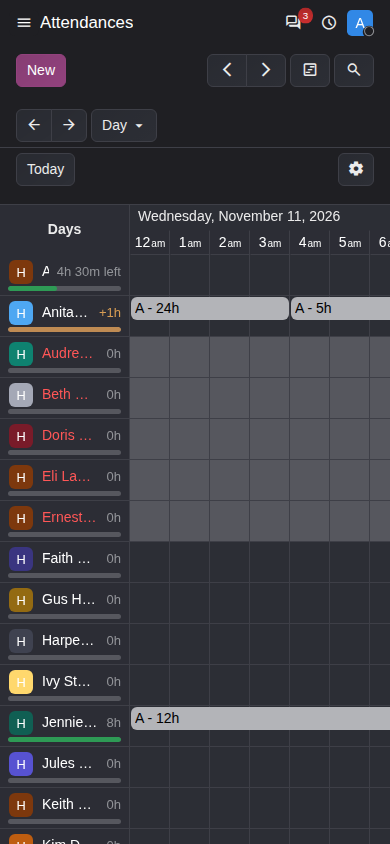 Attendances
3
A
New
Day
Today
Days
Wednesday, November 11, 2026
12am 1am 2am 3am 4am 5am
H A 4h 30m left
H Anita... +1h
A - 24h
A - 5h
H Audre... 0h
H Beth ... 0h
H Doris ... 0h
H Eli La... 0h
H Ernest... 0h
H Faith ... 0h
H Gus H... 0h
H Harpe... 0h
H Ivy St... 0h
H Jennie... 8h
A - 12h
H Jules ... 0h
H Keith ... 0h
H Kim D... 0h